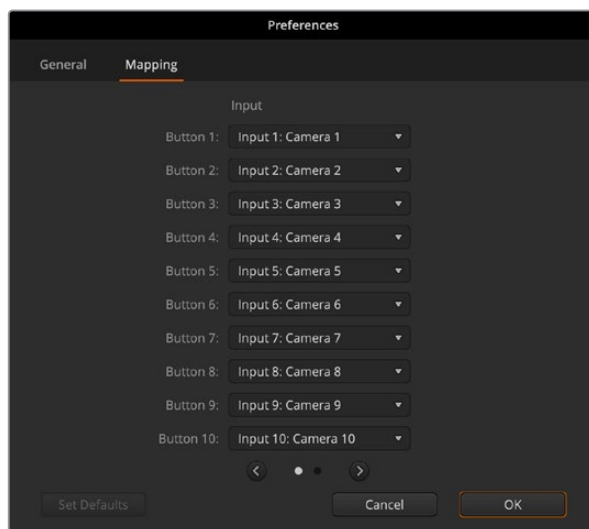 Preferences
General Mapping
Input
Button 1: Input 1: Camera 1
Button 2: Input 2: Camera 2
Button 3: Input 3: Camera 3
Button 4: Input 4: Camera 4
Button 5: Input 5: Camera 5
Button 6: Input 6: Camera 6
Button 7: Input 7: Camera 7
Button 8: Input 8: Camera 8
Button 9: Input 9: Camera 9
Button 10: Input 10: Camera 10
Set Defaults Cancel OK